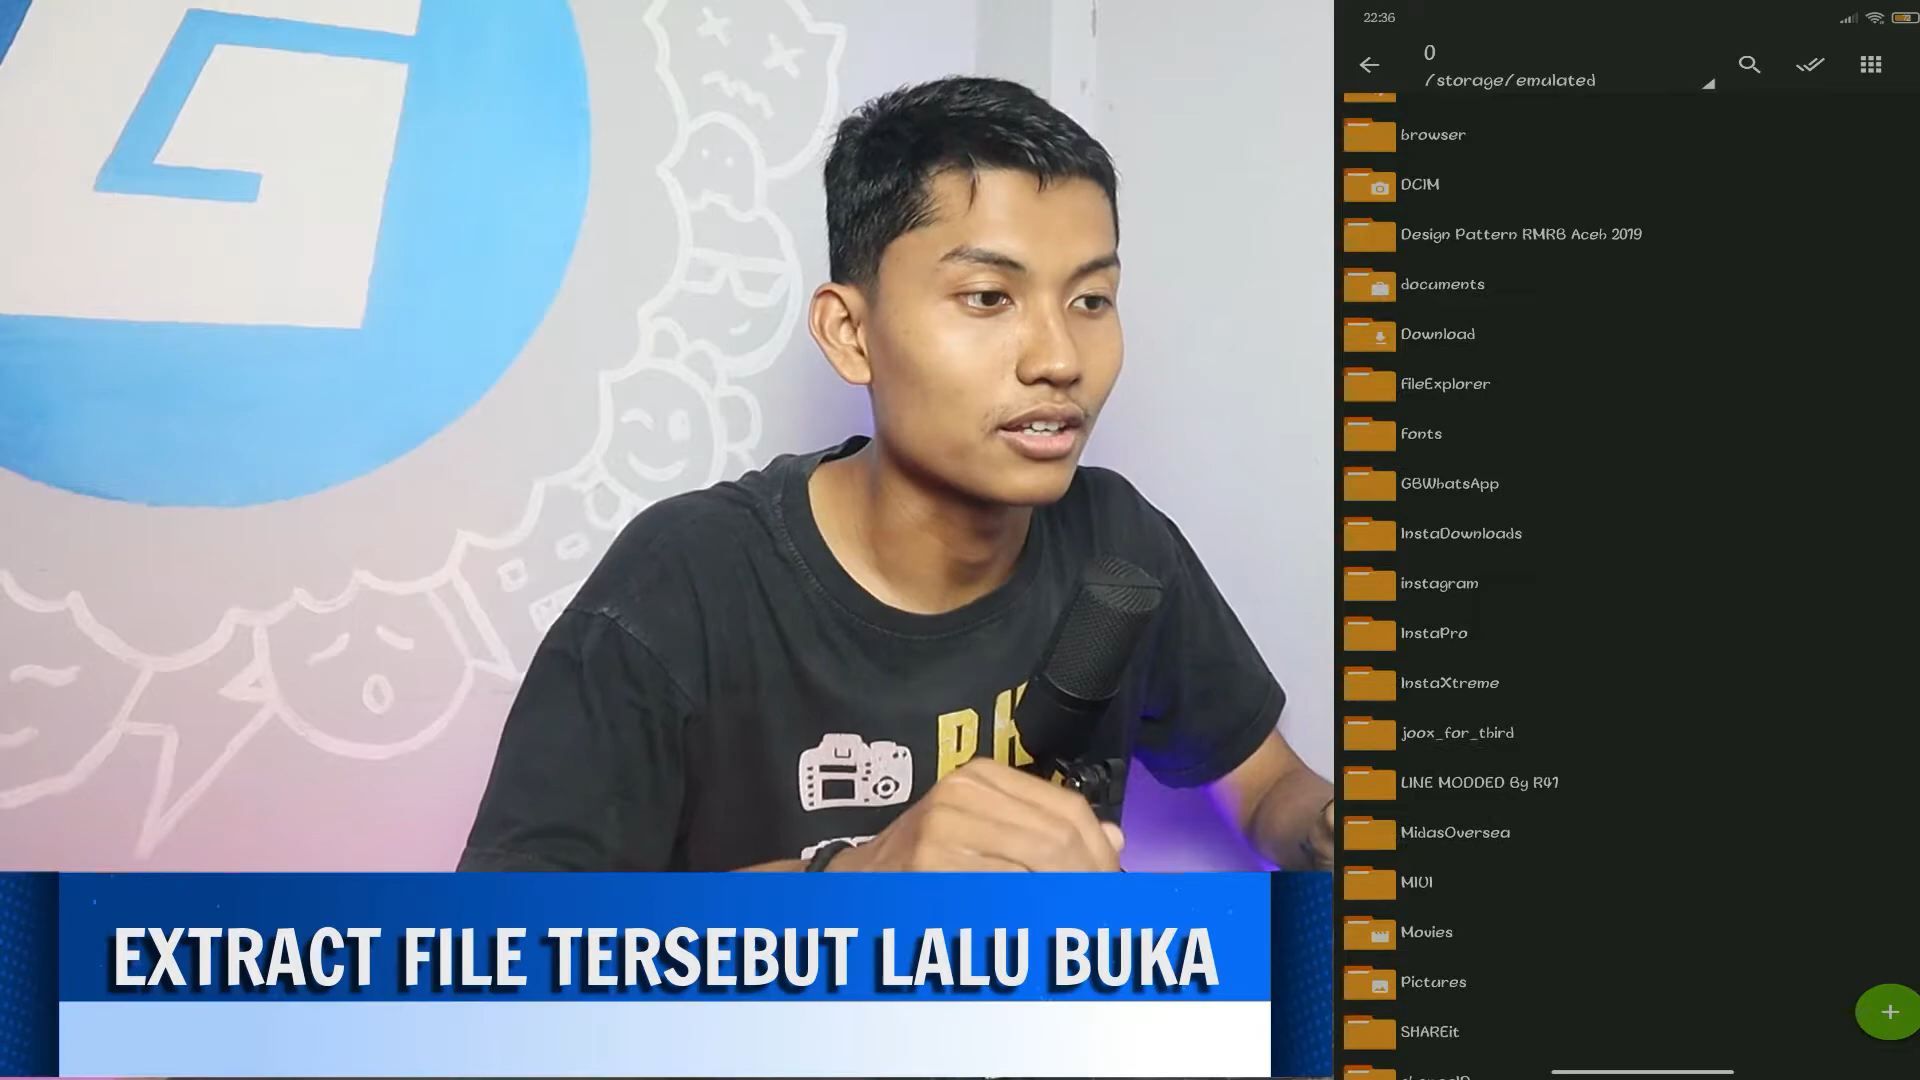 22:36
0
/storage/emulated
browser
DCIM
Design Pattern RMRB Aceh 2019
documents
Download
fileExplorer
fonts
GBWhatsApp
InstaDownloads
instagram
InstaPro
InstaXtreme
joox_for_third
LINE MODDED By R41
MidasOversea
MIUI
Movies
Pictures
SHAREit
EXTRACT FILE TERSEBUT LALU BUKA